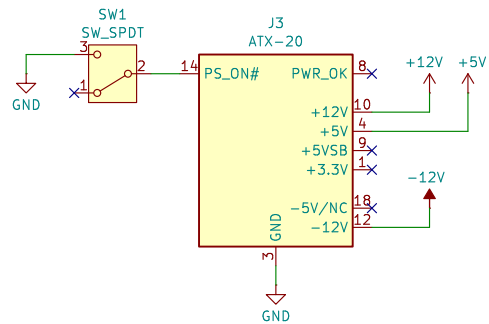 SW1
SW_SPDT
3
2
1
GND
J3
ATX-20
14
PS_ON#
PWR_OK
8
+12V
10
+5V
4
+5VSB
9
+3.3V
1
-5V/NC
18
-12V
12
GND
3
GND
+12V
+5V
-12V